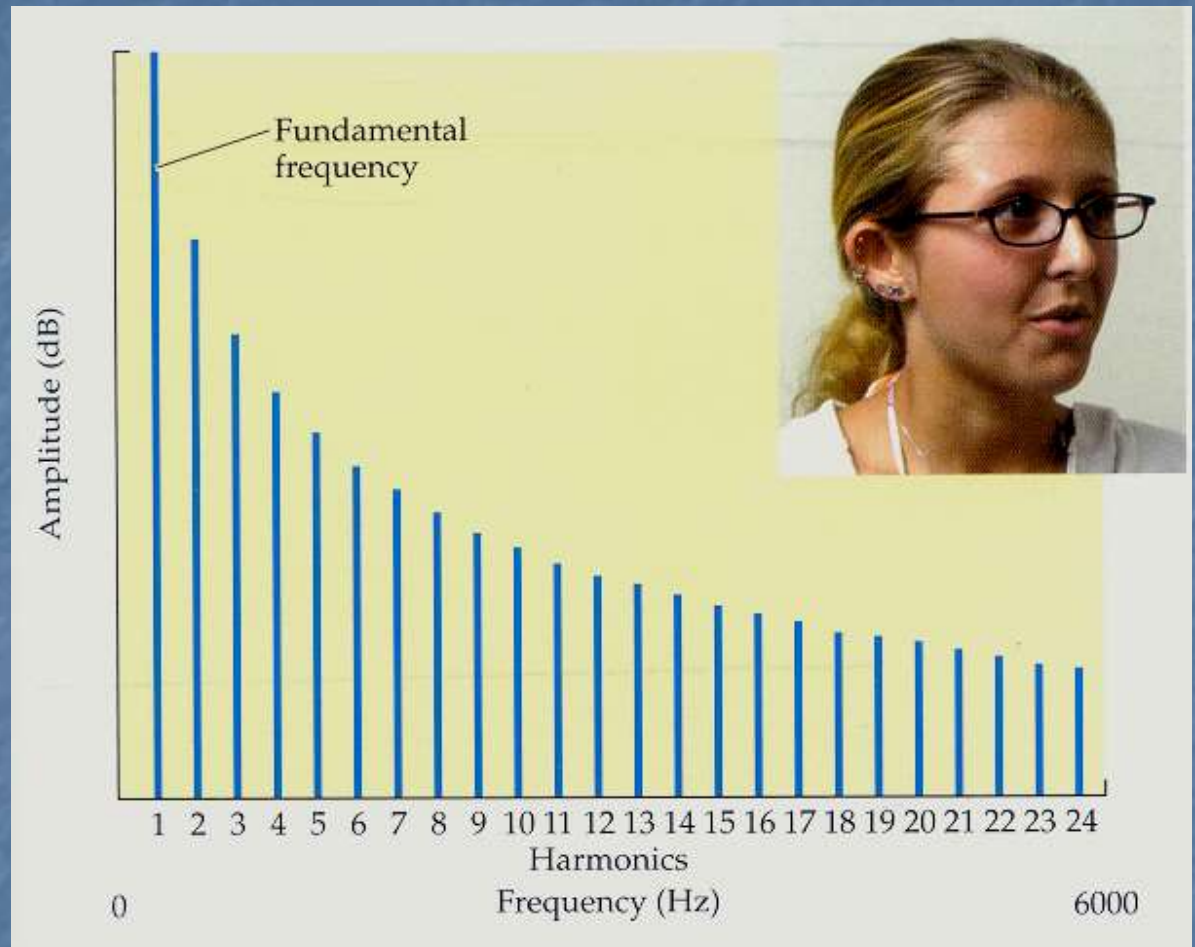 Fundamental
frequency
Amplitude (dB)
1 2 3 4 5 6 7 8 9 10 11 12 13 14 15 16 17 18 19 20 21 22 23 24
Harmonics
0 Frequency (Hz) 6000